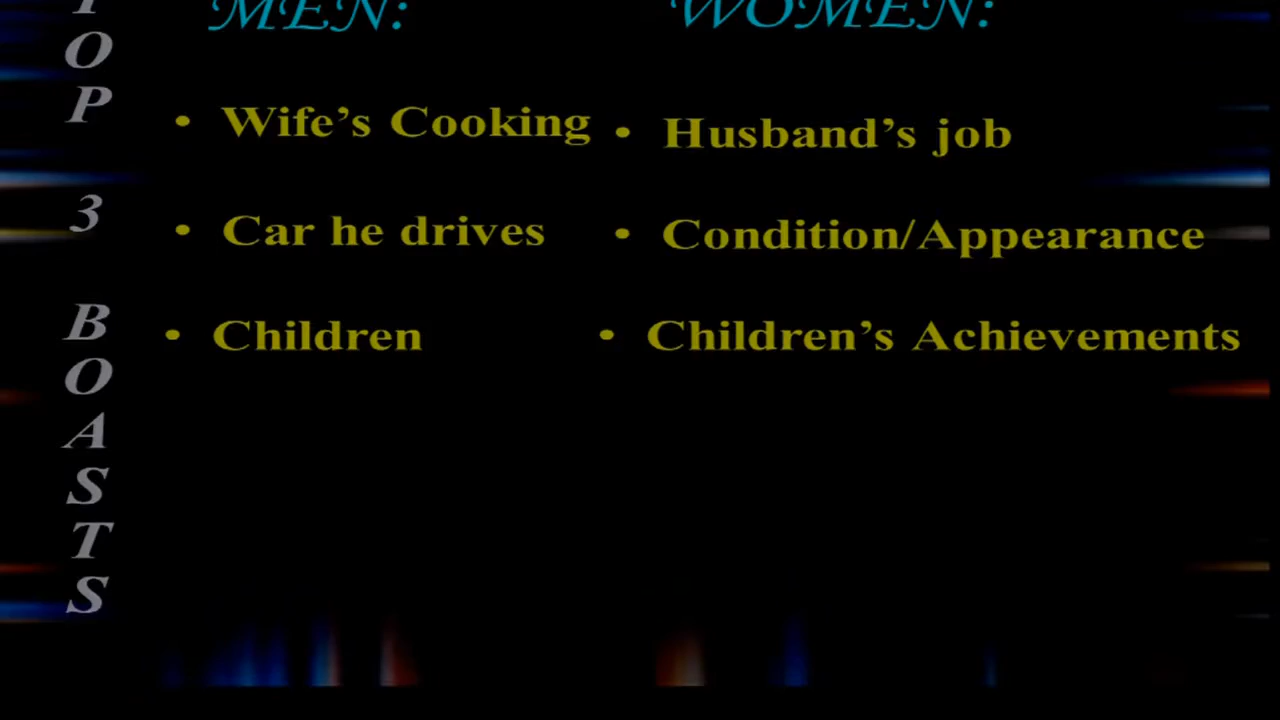 TOP 3 BOASTS
MEN:
• Wife's Cooking
• Car he drives
• Children
WOMEN:
• Husband's job
• Condition/Appearance
• Children's Achievements